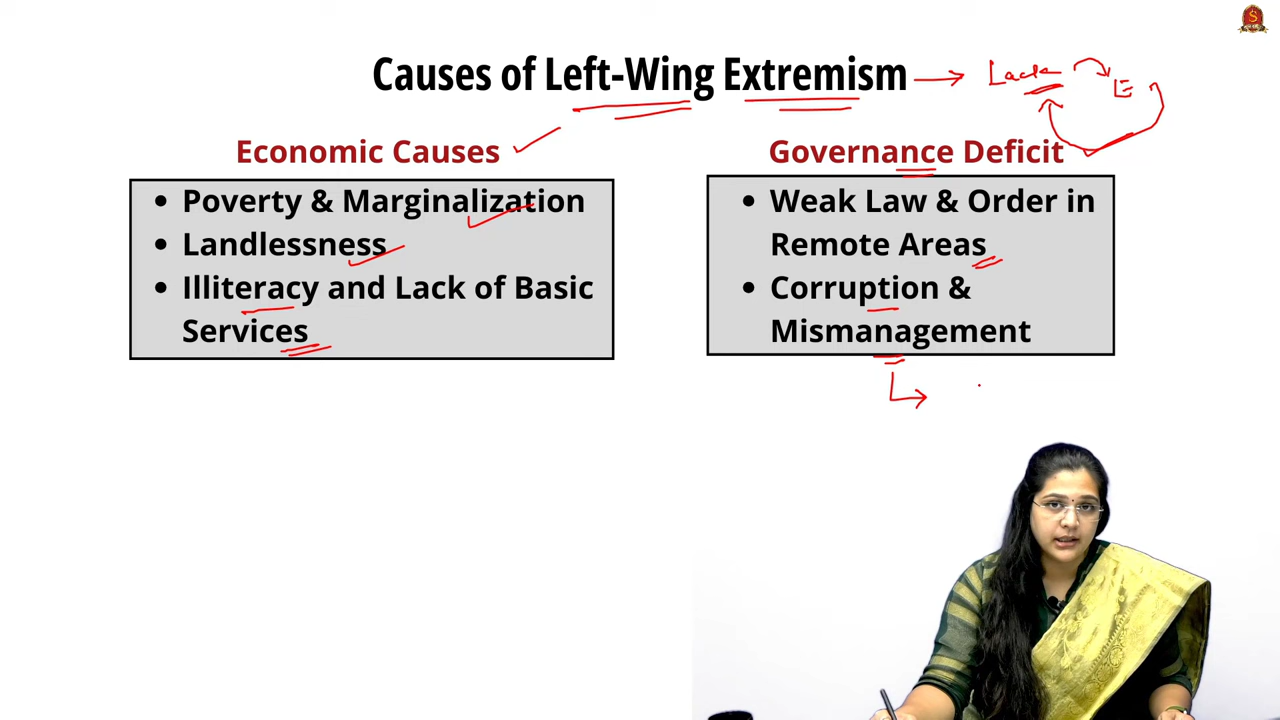 Causes of Left-Wing Extremism
Lack
E
Economic Causes
• Poverty & Marginalization
• Landlessness
• Illiteracy and Lack of Basic
Services
Governance Deficit
• Weak Law & Order in
Remote Areas
• Corruption &
Mismanagement